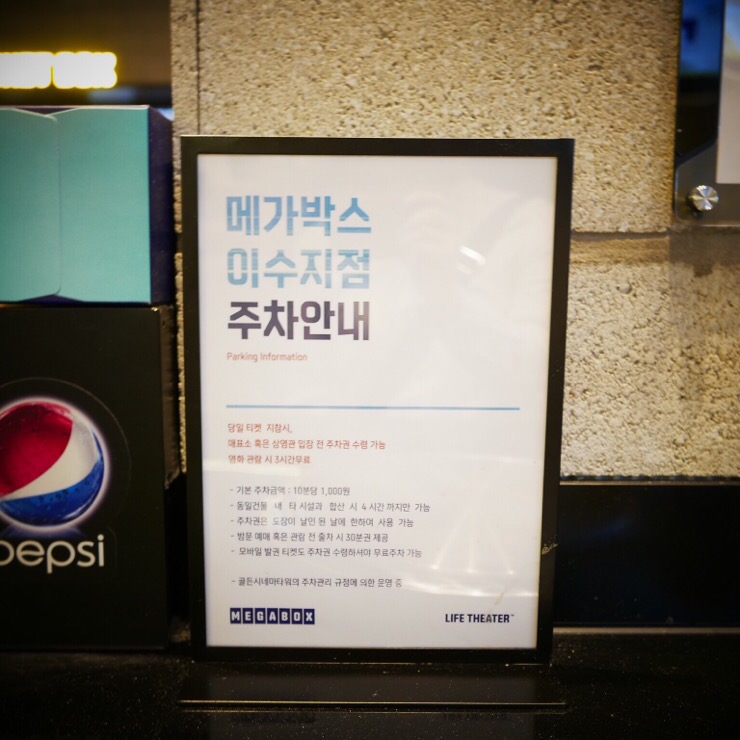 메가박스
이수지점
주차안내
Parking Information
당일 티켓 지참시,
매표소 혹은 상영관 입장 전 주차권 수령 가능
영화 관람 시 3시간무료
- 기본 주차금액 : 10분당 1,000원
- 동일건물 내 타 시설과 합산 시 4시간 까지만 가능
- 주차권은 도장이 날인 된 날에 한하여 사용 가능
- 방문 예매 혹은 관람 전 출차 시 30분권 제공
- 모바일 발권 티켓도 주차권 수령하셔야 무료주차 가능
- 골든시네마타워의 주차관리 규정에 의한 운영 중
MEGABOX
LIFE THEATER™
pepsi